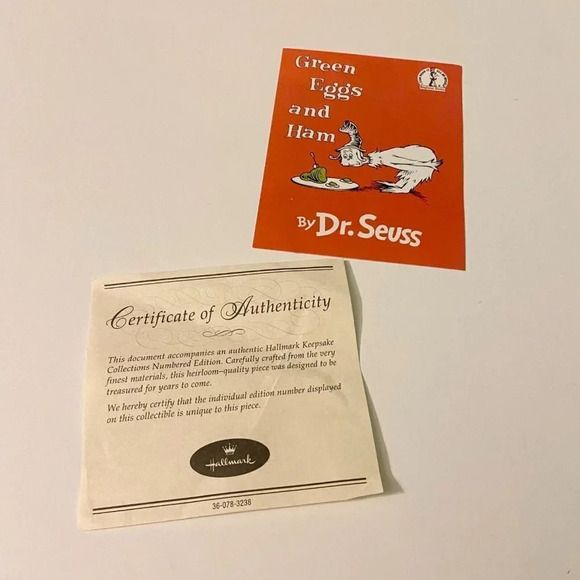 Green
Eggs
and
Ham
By Dr. Seuss
Certificate of Authenticity
This document accompanies an authentic Hallmark Keepsake
Collections Numbered Edition. Carefully crafted from the very
finest materials, this heirloom-quality piece was designed to be
treasured for years to come.
We hereby certify that the individual edition number displayed
on this collectible is unique to this piece.
Hallmark
36-078-3238